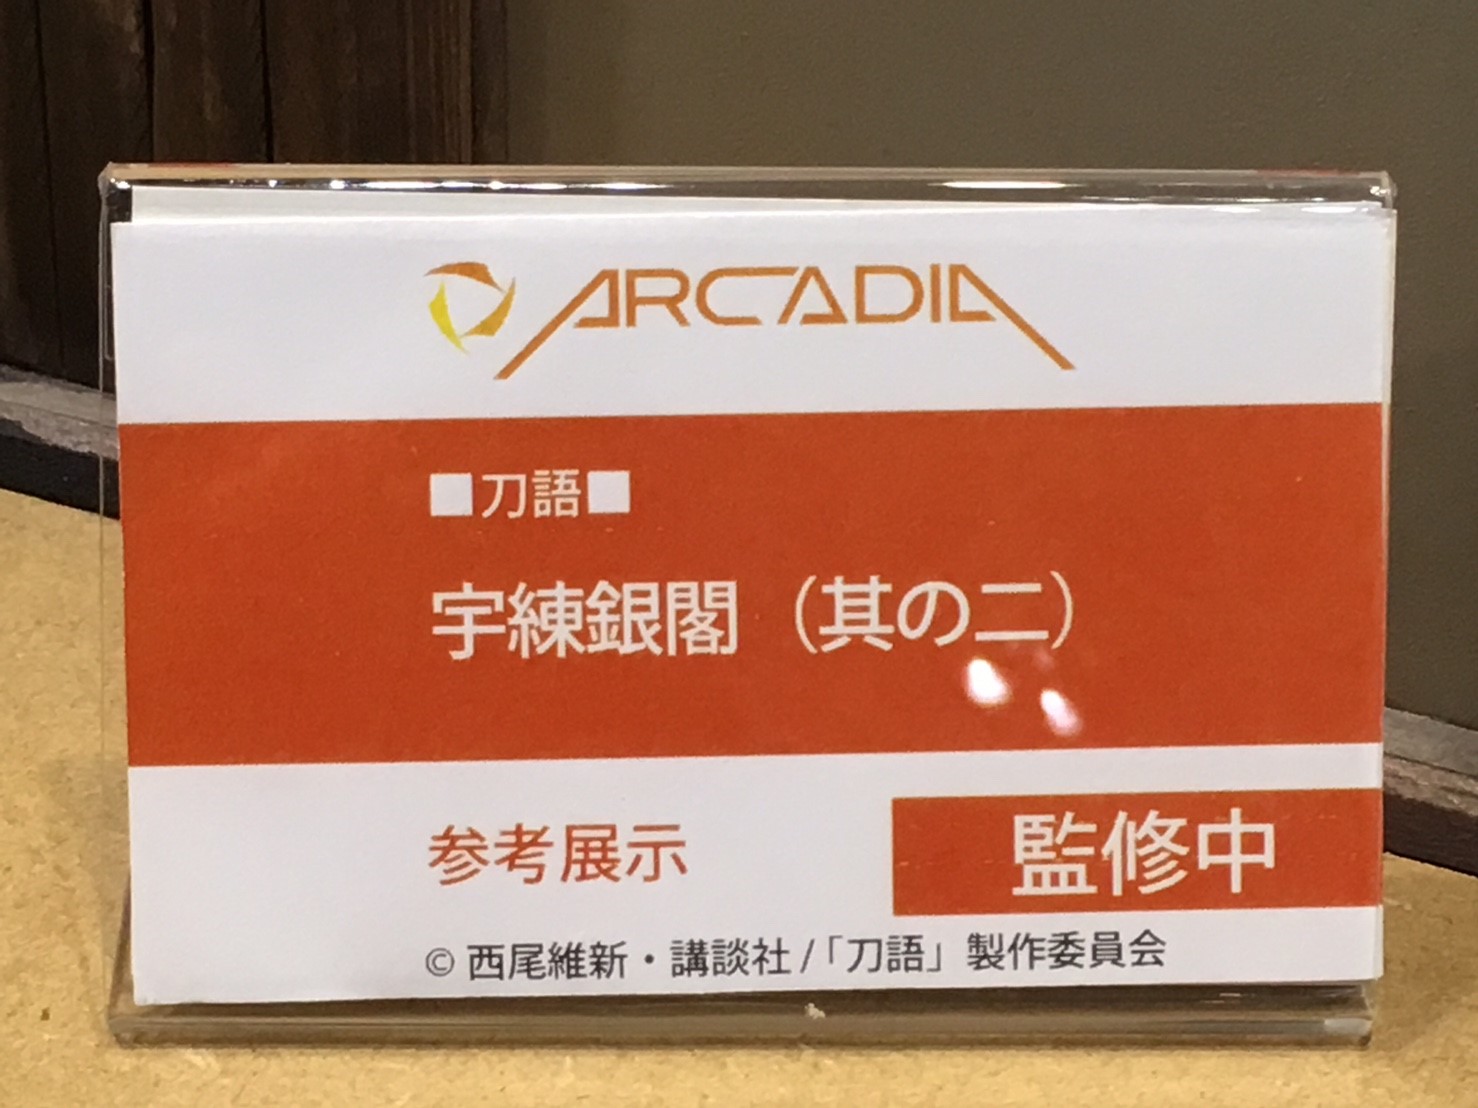 ARCADIA
■刀語■
宇練銀閣（其の二）
参考展示
監修中
© 西尾維新・講談社/「刀語」製作委員会